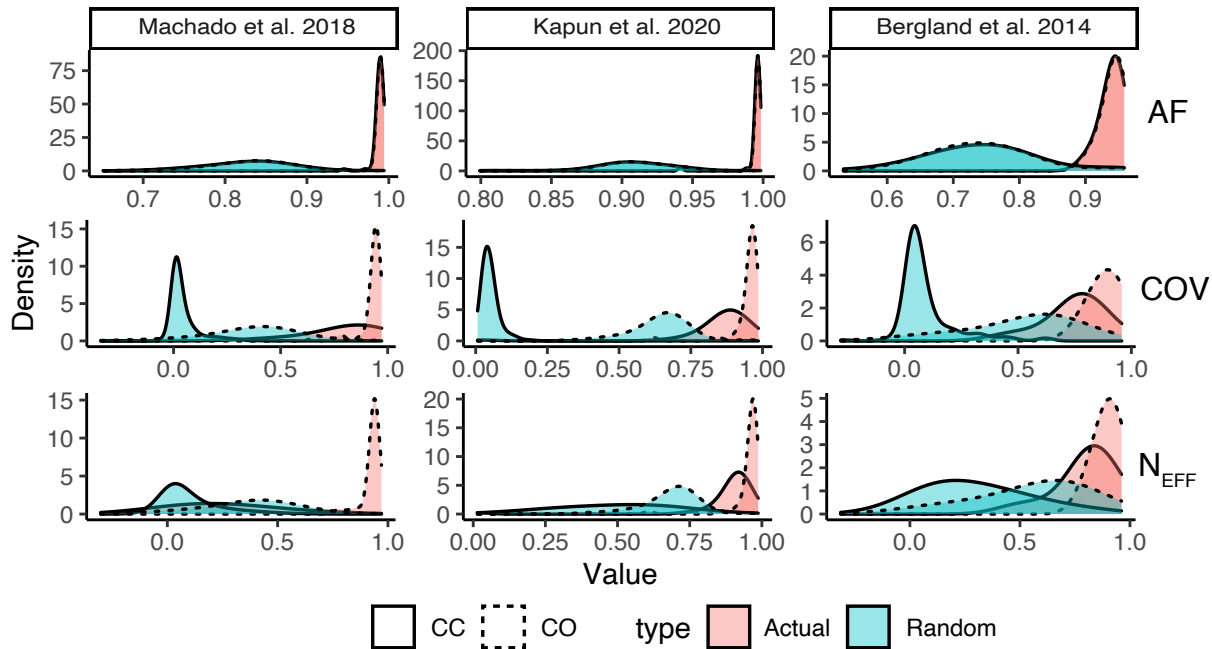 Machado et al. 2018 Kapun et al. 2020 Bergland et al. 2014
75 50 25 0
0.7 0.8 0.9 1.0
200 150 100 50 0
0.80 0.85 0.90 0.95 1.00
20 15 10 5 0
0.6 0.7 0.8 0.9
AF
15 10 5 0
0.0 0.5 1.0
15 10 5 0
0.00 0.25 0.50 0.75 1.00
6 4 2 0
0.0 0.5 1.0
COV
Density
15 10 5 0
0.0 0.5 1.0
20 15 10 5 0
0.00 0.25 0.50 0.75 1.00
5 4 3 2 1 0
0.0 0.5 1.0
NEFF
Value
CC CO type Actual Random